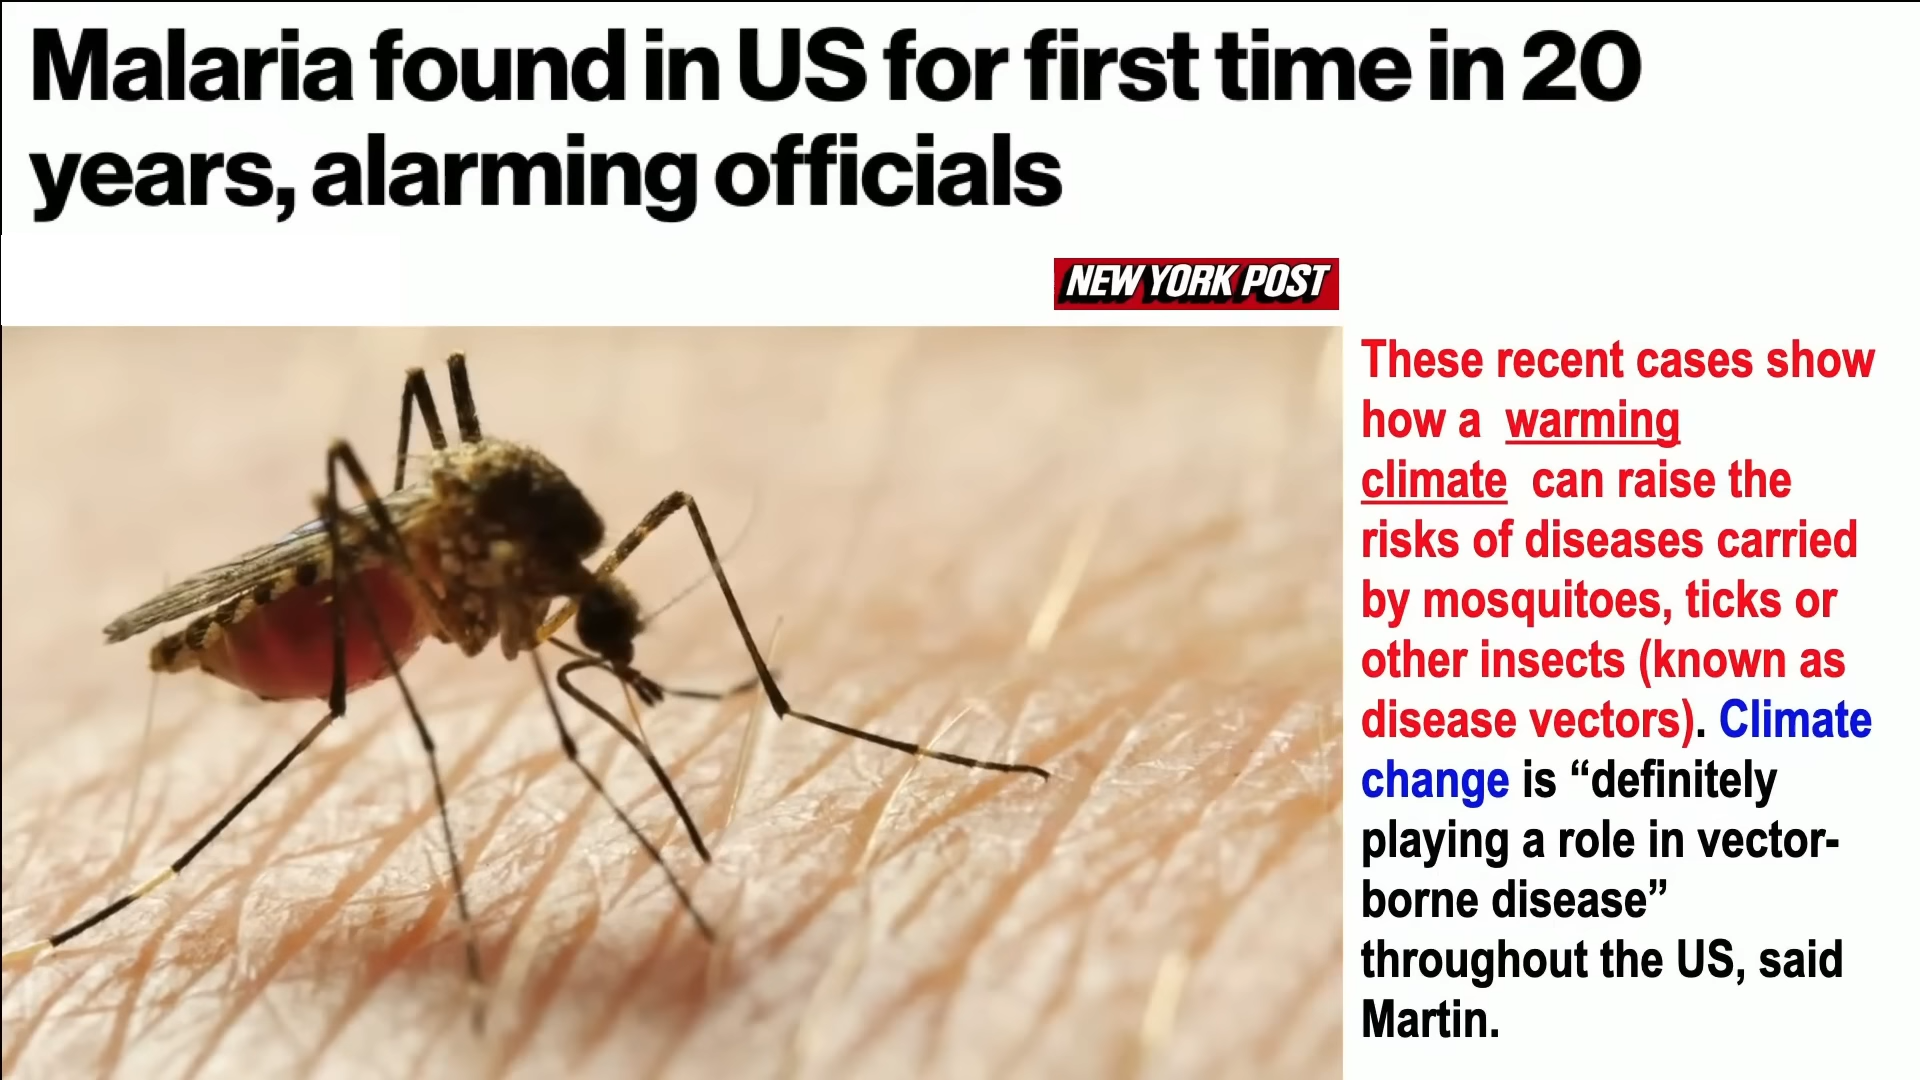 Malaria found in US for first time in 20
years, alarming officials
NEW YORK POST
These recent cases show
how a warming
climate can raise the
risks of diseases carried
by mosquitoes, ticks or
other insects (known as
disease vectors). Climate
change is “definitely
playing a role in vector-
borne disease”
throughout the US, said
Martin.